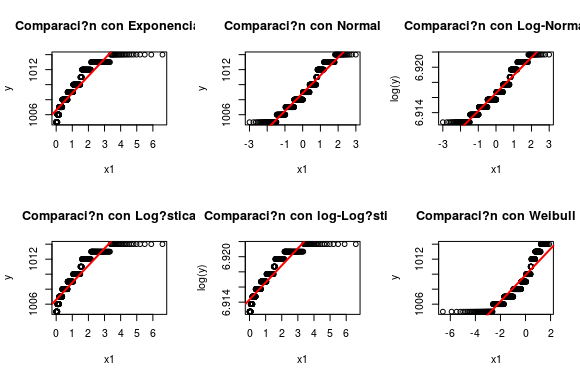 Comparaci?n con Exponencia
y
1006 1012
0 1 2 3 4 5 6
x1
Comparaci?n con Normal
y
1006 1012
-3 -1 0 1 2 3
x1
Comparaci?n con Log-Norma
log(y)
6.914 6.920
-3 -1 0 1 2 3
x1
Comparaci?n con Log?stica
y
1006 1012
0 1 2 3 4 5 6
x1
Comparaci?n con log-Log?sti
log(y)
6.914 6.920
0 1 2 3 4 5 6
x1
Comparaci?n con Weibull
y
1006 1012
-6 -4 -2 0 2
x1